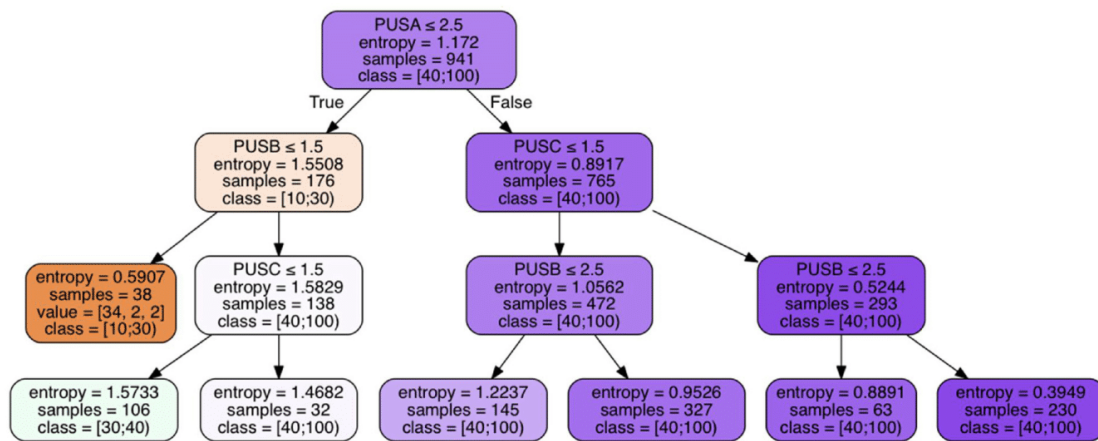 PUSA ≤ 2.5
entropy = 1.172
samples = 941
class = [40;100)
True
False
PUSB ≤ 1.5
entropy = 1.5508
samples = 176
class = [10;30)
PUSC ≤ 1.5
entropy = 0.8917
samples = 765
class = [40;100)
entropy = 0.5907
samples = 38
value = [34, 2, 2]
class = [10;30)
PUSC ≤ 1.5
entropy = 1.5829
samples = 138
class = [40;100)
PUSB ≤ 2.5
entropy = 1.0562
samples = 472
class = [40;100)
PUSB ≤ 2.5
entropy = 0.5244
samples = 293
class = [40;100)
entropy = 1.5733
samples = 106
class = [30;40)
entropy = 1.4682
samples = 32
class = [40;100)
entropy = 1.2237
samples = 145
class = [40;100)
entropy = 0.9526
samples = 327
class = [40;100)
entropy = 0.8891
samples = 63
class = [40;100)
entropy = 0.3949
samples = 230
class = [40;100)